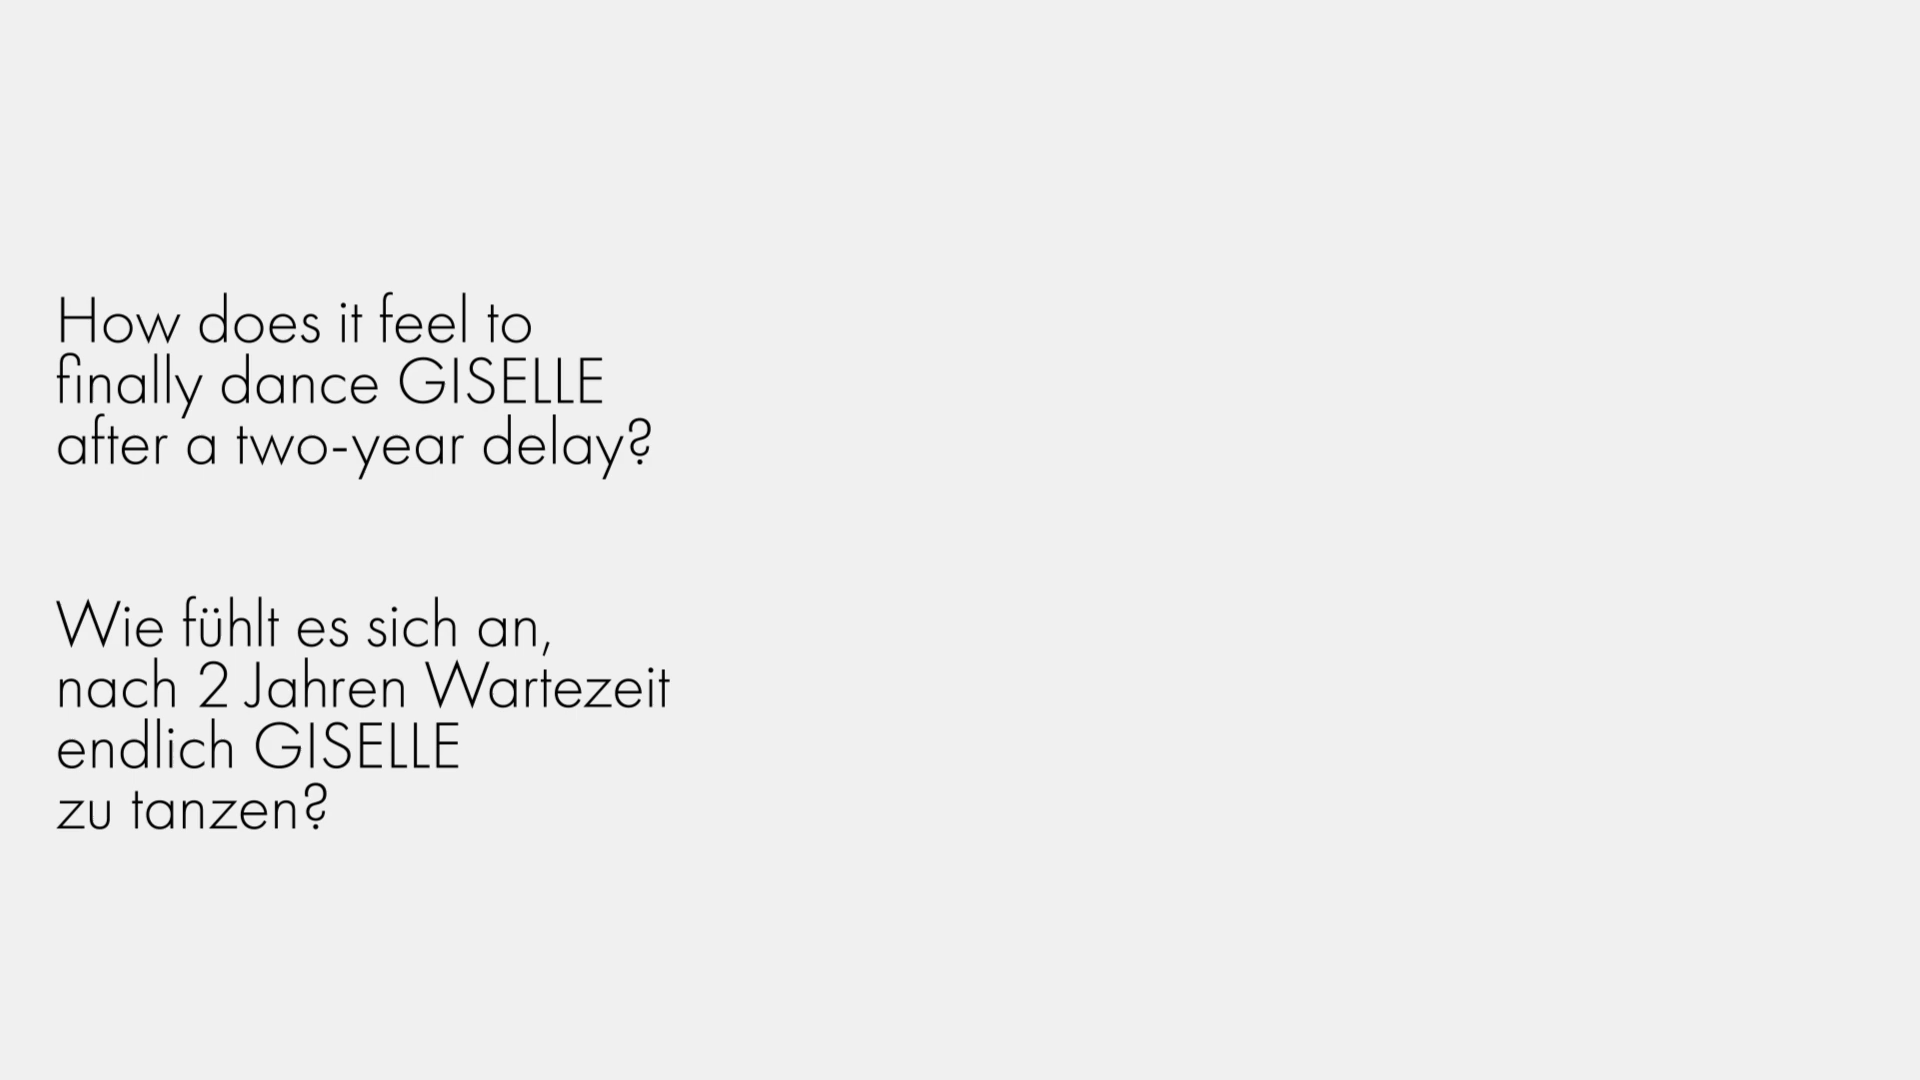 How does it feel to
finally dance GISELLE
after a two-year delay?
Wie fühlt es sich an,
nach 2 Jahren Wartezeit
endlich GISELLE
zu tanzen?